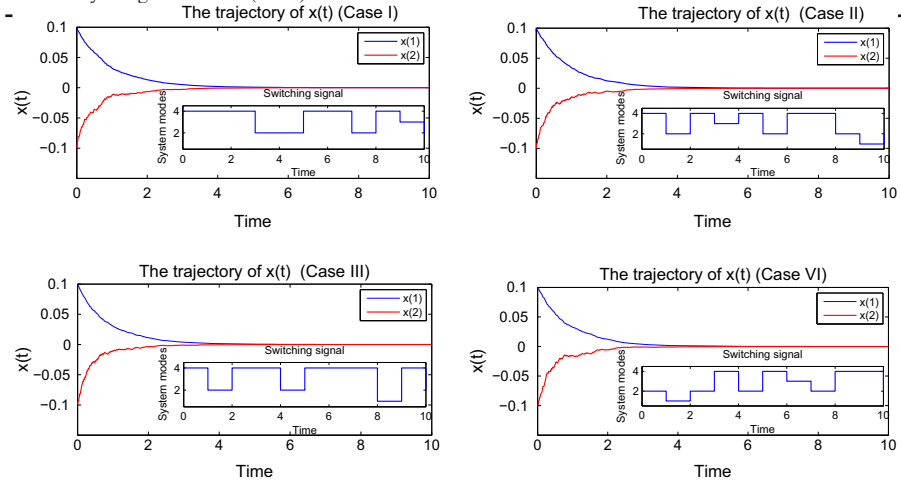 The trajectory of x(t) (Case I)
0.1
0.05
0
−0.05
−0.1
x(t)
x(1)
x(2)
Switching signal
System modes
4
2
0 2 4 6 8 10
Time
0 2 4 6 8 10
Time
The trajectory of x(t) (Case II)
0.1
0.05
0
−0.05
−0.1
x(t)
x(1)
x(2)
Switching signal
System modes
4
2
0 2 4 6 8 10
Time
0 2 4 6 8 10
Time
The trajectory of x(t) (Case III)
0.1
0.05
0
−0.05
−0.1
x(t)
x(1)
x(2)
Switching signal
System modes
4
2
0 2 4 6 8 10
Time
0 2 4 6 8 10
Time
The trajectory of x(t) (Case VI)
0.1
0.05
0
−0.05
−0.1
x(t)
x(1)
x(2)
Switching signal
System modes
4
2
0 2 4 6 8 10
Time
0 2 4 6 8 10
Time